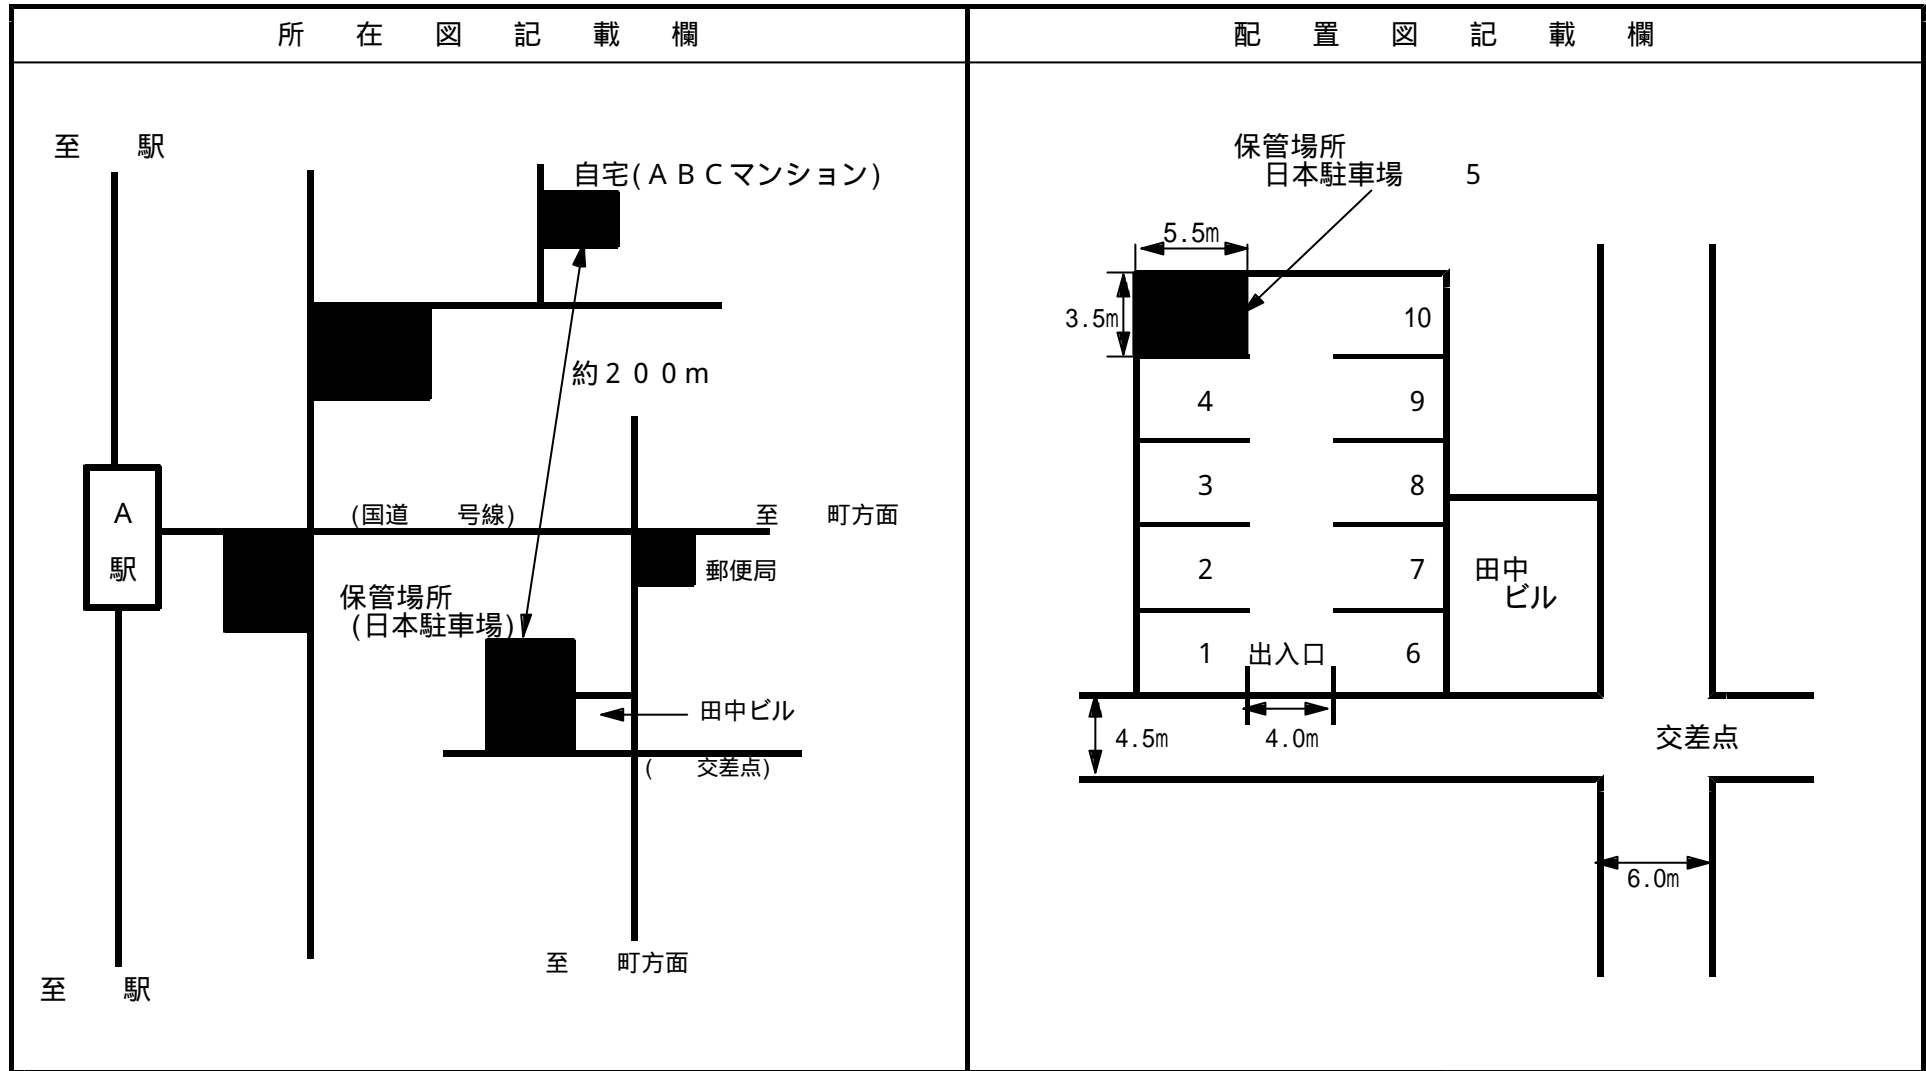 所在図記載欄
至 駅
自宅(ＡＢＣマンション)
約２００ｍ
Ａ
駅
(国道 号線)
至 町方面
郵便局
保管場所
(日本駐車場)
田中ビル
( 交差点)
至 町方面
至 駅
配置図記載欄
保管場所
日本駐車場 5
5.5m
3.5m
10
4 9
3 8
2 7
田中
ビル
1 出入口 6
4.5m
4.0m
交差点
6.0m